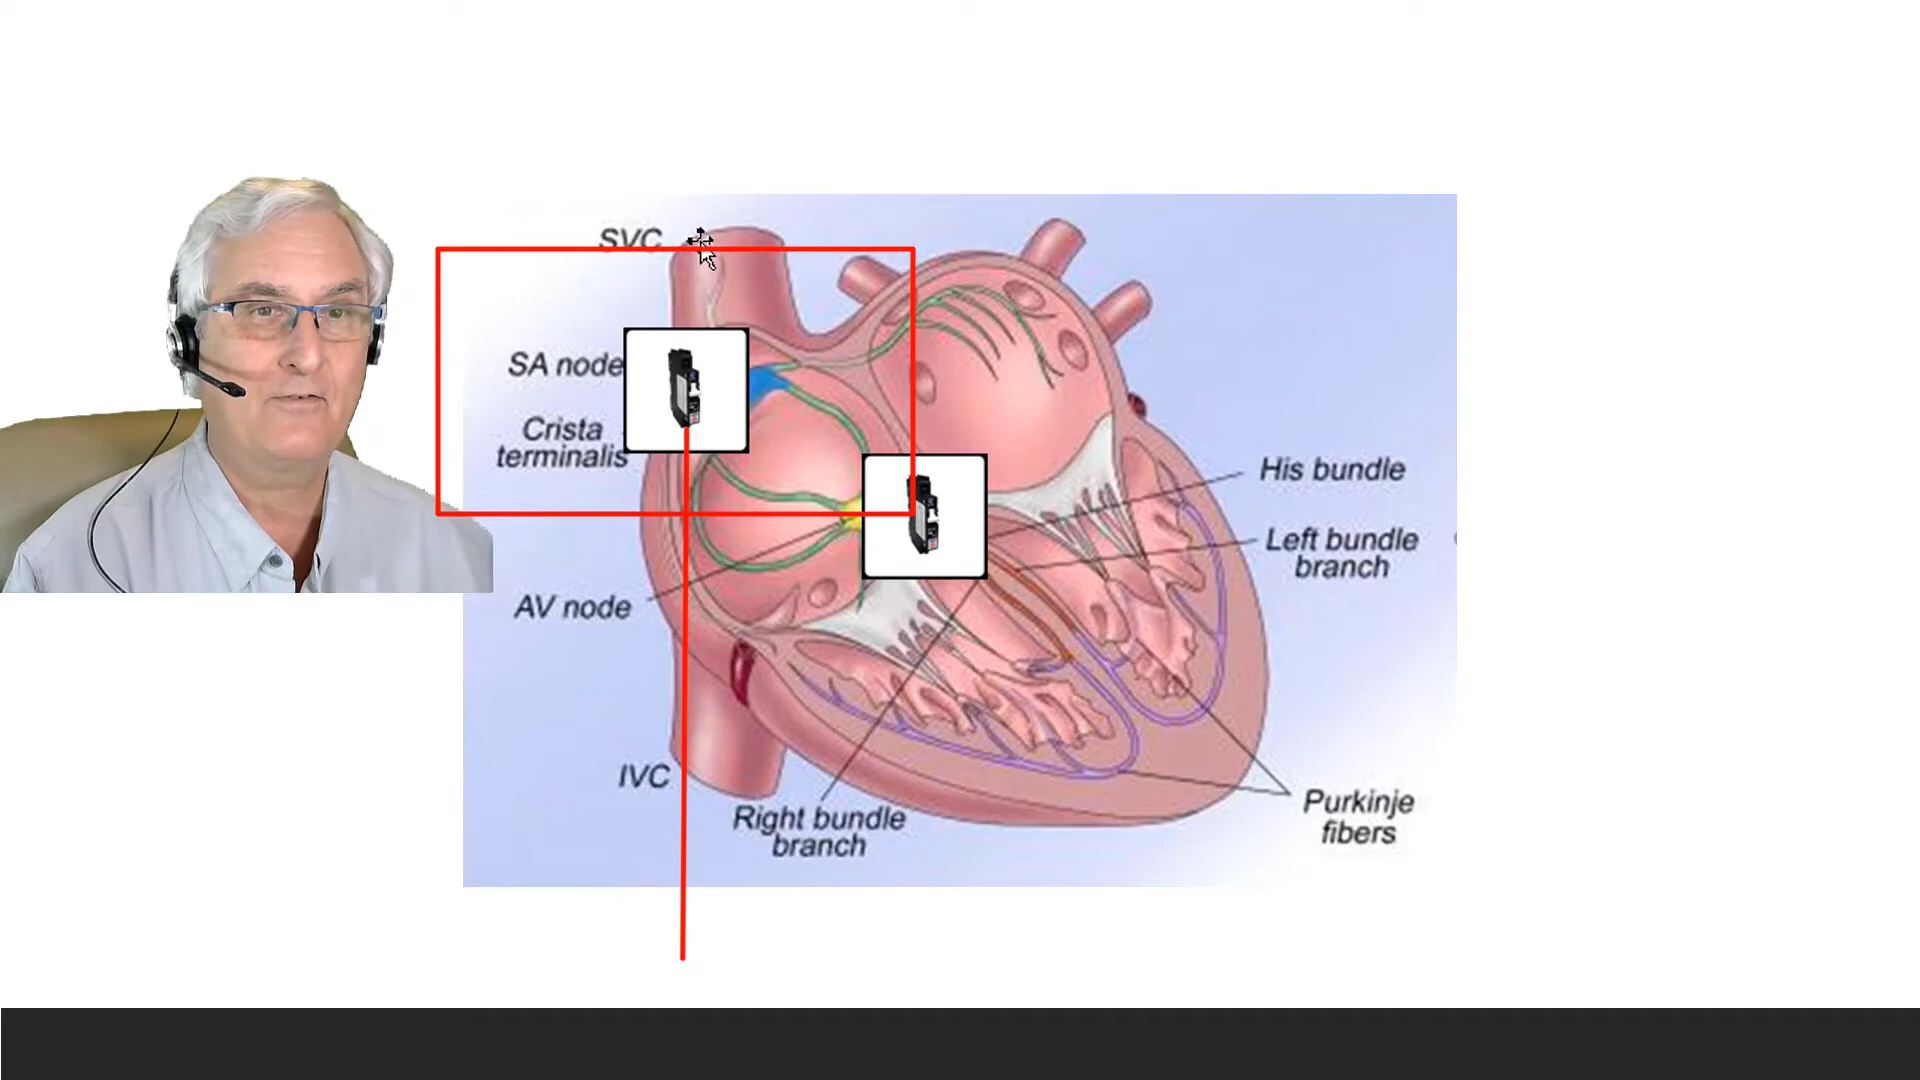 SVC
SA node
Crista
terminalis
His bundle
Left bundle
branch
AV node
IVC
Right bundle
branch
Purkinje
fibers